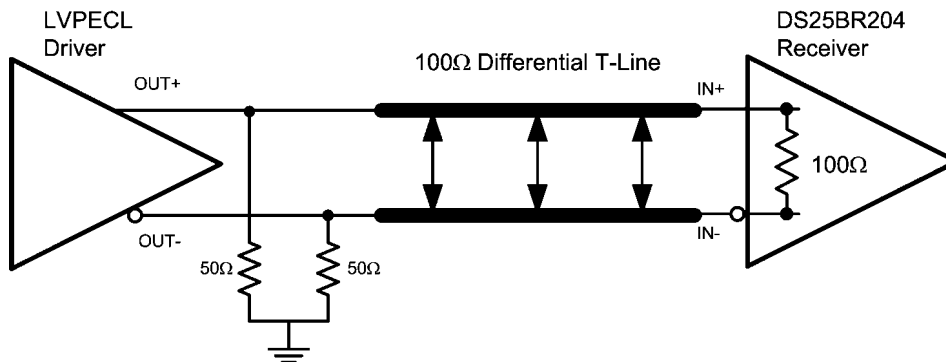 LVPECL
Driver
OUT+
100Ω Differential T-Line
IN+
DS25BR204
Receiver
100Ω
OUT-
IN-
50Ω
50Ω